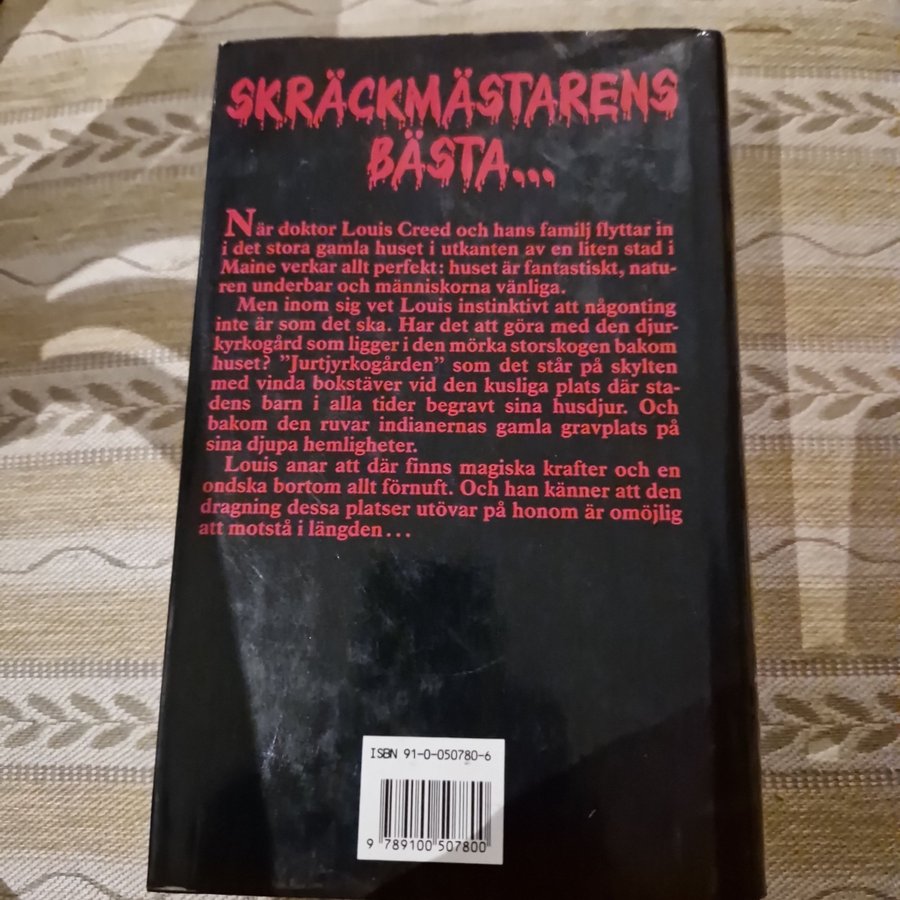 SKRÄCKMÄSTARENS
BÄSTA...
När doktor Louis Creed och hans familj flyttar in
i det stora gamla huset i utkanten av en liten stad i
Maine verkar allt perfekt: huset är fantastiskt, natu-
ren underbar och människorna vänliga.
Men inom sig vet Louis instinktivt att någonting
inte är som det ska. Har det att göra med den djur-
kyrkogård som ligger i den mörka storskogen bakom
huset? ”Jurtjyrkogården” som det står på skylten
med vinda bokstäver vid den kusliga plats där sta-
dens barn i alla tider begravt sina husdjur. Och
bakom den ruvar indianernas gamla gravplats på
sina djupa hemligheter.
Louis anar att där finns magiska krafter och en
ondska bortom allt förnuft. Och han känner att den
dragning dessa platser utövar på honom är omöjlig
att motstå i längden...
ISBN 91-0-050780-6
9 789100 507800